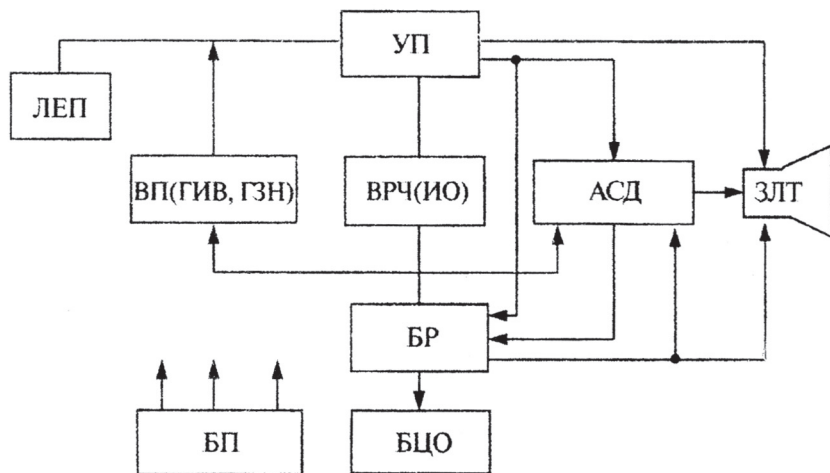 УП
ЛЕП
ВП(ГИВ, ГЗН)
ВРЧ(ИО)
АСД
ЗЛТ
БР
БП
БЦО